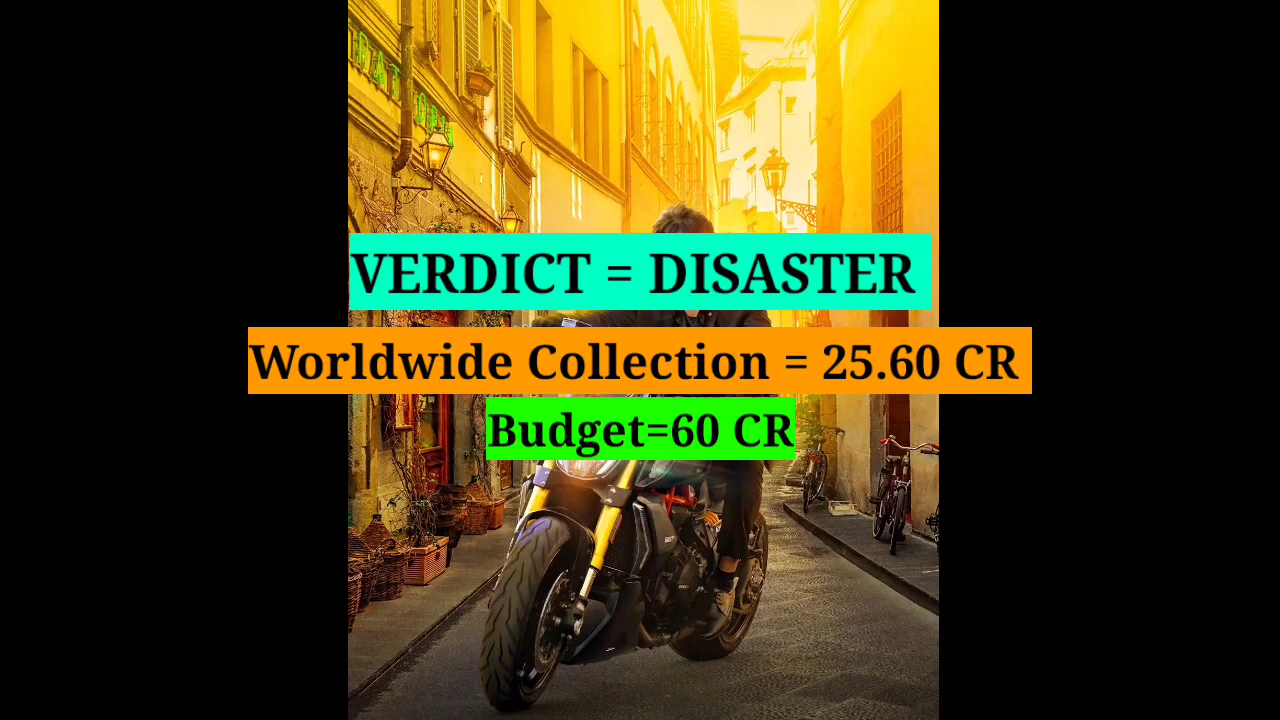 VERDICT = DISASTER
Worldwide Collection = 25.60 CR
Budget=60 CR